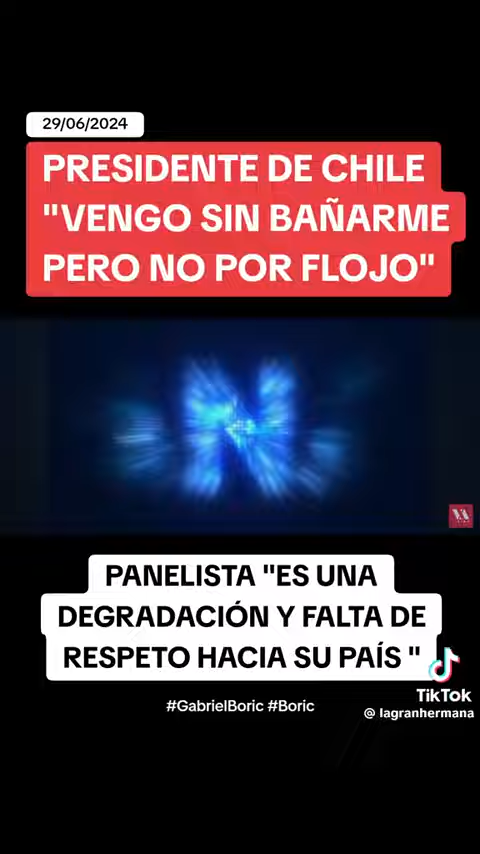 29/06/2024
PRESIDENTE DE CHILE
"VENGO SIN BAÑARME
PERO NO POR FLOJO"
N
PANELISTA "ES UNA
DEGRADACIÓN Y FALTA DE
RESPETO HACIA SU PAÍS "
#GabrielBoric #Boric
TikTok
@ lagranhermana